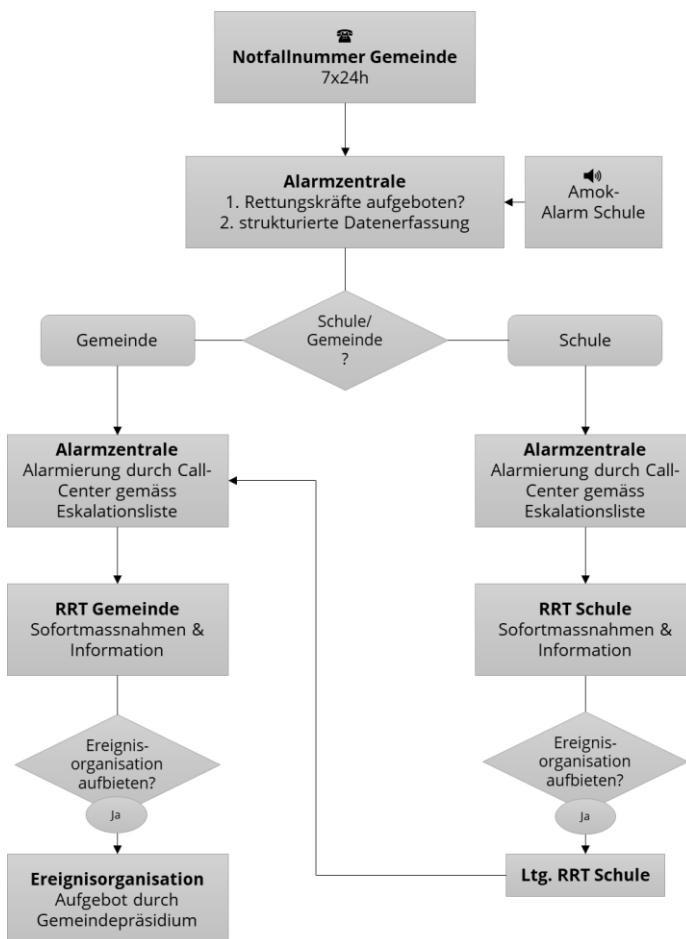 Notfallnummer Gemeinde
7x24h
Alarmzentrale
1. Rettungskräfte aufgeboten?
2. strukturierte Datenerfassung
Amok-
Alarm Schule
Gemeinde
Schule/
Gemeinde
?
Schule
Alarmzentrale
Alarmierung durch Call-
Center gemäss
Eskalationsliste
Alarmzentrale
Alarmierung durch Call-
Center gemäss
Eskalationsliste
RRT Gemeinde
Sofortmassnahmen &
Information
RRT Schule
Sofortmassnahmen &
Information
Ereignis-
organisation
aufbieten?
Ja
Ereignis-
organisation
aufbieten?
Ja
Ereignisorganisation
Aufgebot durch
Gemeindepräsidium
Ltg. RRT Schule